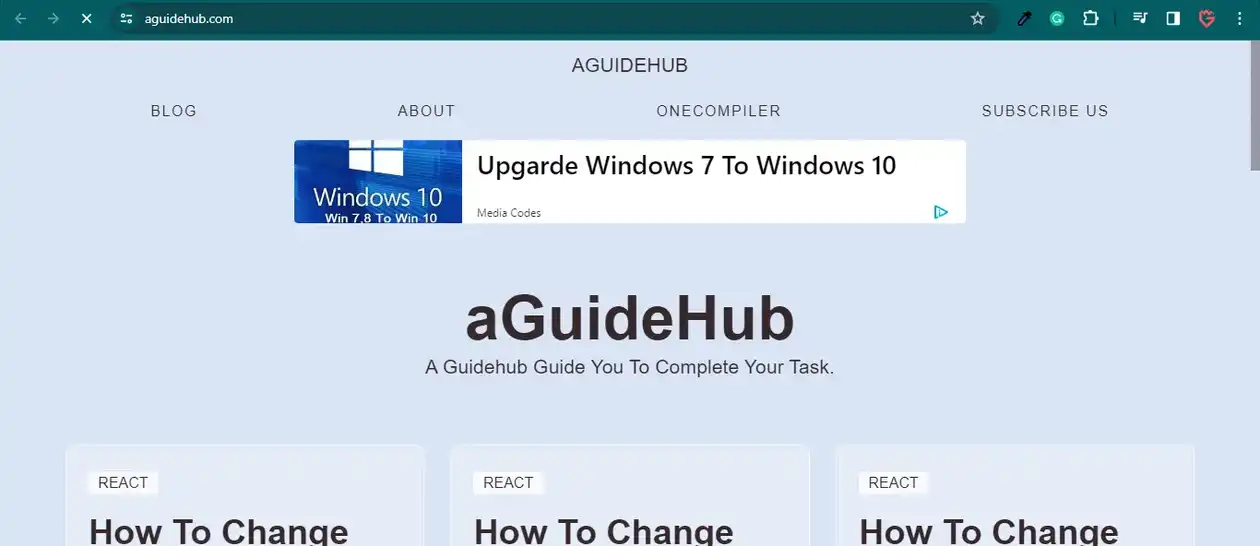 aguidehub.com
AGUIDEHUB
BLOG ABOUT ONECOMPILER SUBSCRIBE US
Windows 10
Win 7,8 To Win 10
Upgarde Windows 7 To Windows 10
Media Codes
aGuideHub
A Guidehub Guide You To Complete Your Task.
REACT REACT REACT
How To Change How To Change How To Change